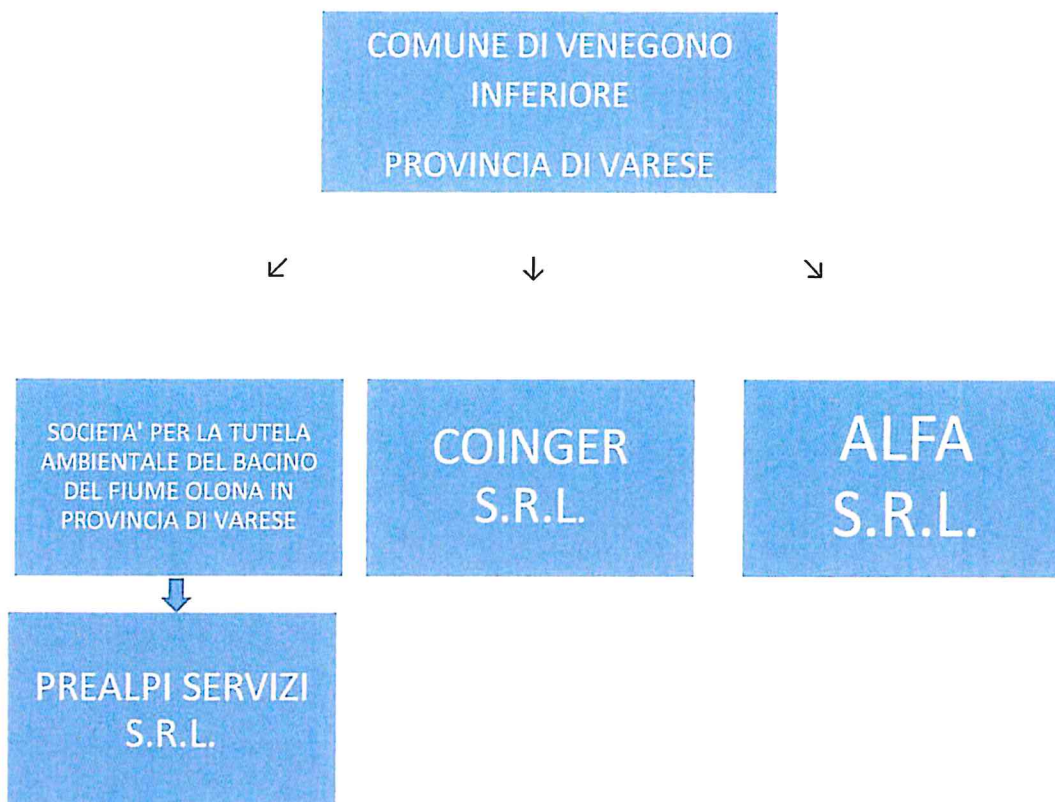 COMUNE DI VENEGONO
INFERIORE
PROVINCIA DI VARESE
SOCIETA' PER LA TUTELA
AMBIENTALE DEL BACINO
DEL FIUME OLONA IN
PROVINCIA DI VARESE
COINGER
S.R.L.
ALFA
S.R.L.
PREALPI SERVIZI
S.R.L.